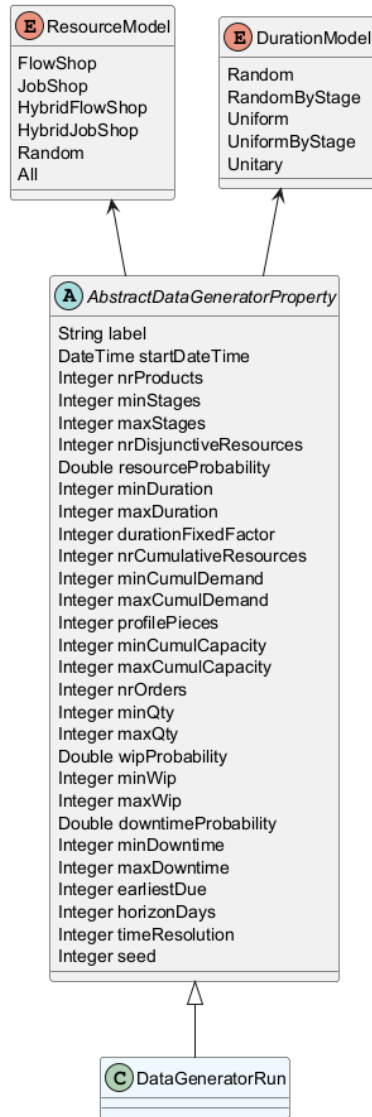 E ResourceModel
FlowShop
JobShop
HybridFlowShop
HybridJobShop
Random
All
E DurationModel
Random
RandomByStage
Uniform
UniformByStage
Unitary
A AbstractDataGeneratorProperty
String label
DateTime startDateTime
Integer nrProducts
Integer minStages
Integer maxStages
Integer nrDisjunctiveResources
Double resourceProbability
Integer minDuration
Integer maxDuration
Integer durationFixedFactor
Integer nrCumulativeResources
Integer minCumulDemand
Integer maxCumulDemand
Integer profilePieces
Integer minCumulCapacity
Integer maxCumulCapacity
Integer nrOrders
Integer minQty
Integer maxQty
Double wipProbability
Integer minWip
Integer maxWip
Double downtimeProbability
Integer minDowntime
Integer maxDowntime
Integer earliestDue
Integer horizonDays
Integer timeResolution
Integer seed
C DataGeneratorRun